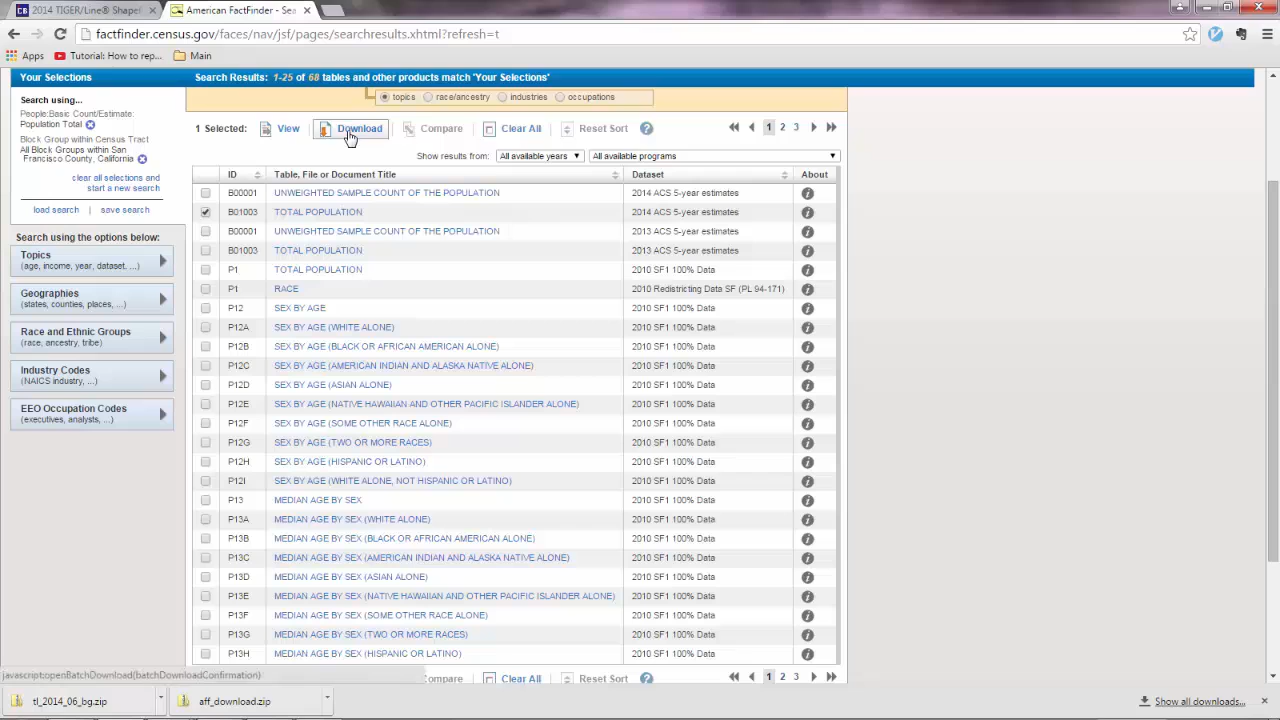 2014 TIGER/Line® Shapef
American FactFinder - Sea
factfinder.census.gov/faces/nav/jsf/pages/searchresults.xhtml?refresh=t
Apps
Tutorial: How to rep...
Main
Your Selections
Search Results: 1-25 of 68 tables and other products match 'Your Selections'
Search using...
People:Basic Count/Estimate:
Population Total
Block Group within Census Tract
All Block Groups within San
Francisco County, California
clear all selections and
start a new search
load search | save search
Search using the options below:
Topics
(age, income, year, dataset, ...)
Geographies
(states, counties, places, ...)
Race and Ethnic Groups
(race, ancestry, tribe)
Industry Codes
(NAICS industry, ...)
EEO Occupation Codes
(executives, analysts, ...)
topics race/ancestry industries occupations
1 Selected: View Download Compare Clear All Reset Sort 1 2 3
Show results from: All available years All available programs
ID Table, File or Document Title Dataset About
B00001 UNWEIGHTED SAMPLE COUNT OF THE POPULATION 2014 ACS 5-year estimates
B01003 TOTAL POPULATION 2014 ACS 5-year estimates
B00001 UNWEIGHTED SAMPLE COUNT OF THE POPULATION 2013 ACS 5-year estimates
B01003 TOTAL POPULATION 2013 ACS 5-year estimates
P1 TOTAL POPULATION 2010 SF1 100% Data
P1 RACE 2010 Redistricting Data SF (PL 94-171)
P12 SEX BY AGE 2010 SF1 100% Data
P12A SEX BY AGE (WHITE ALONE) 2010 SF1 100% Data
P12B SEX BY AGE (BLACK OR AFRICAN AMERICAN ALONE) 2010 SF1 100% Data
P12C SEX BY AGE (AMERICAN INDIAN AND ALASKA NATIVE ALONE) 2010 SF1 100% Data
P12D SEX BY AGE (ASIAN ALONE) 2010 SF1 100% Data
P12E SEX BY AGE (NATIVE HAWAIIAN AND OTHER PACIFIC ISLANDER ALONE) 2010 SF1 100% Data
P12F SEX BY AGE (SOME OTHER RACE ALONE) 2010 SF1 100% Data
P12G SEX BY AGE (TWO OR MORE RACES) 2010 SF1 100% Data
P12H SEX BY AGE (HISPANIC OR LATINO) 2010 SF1 100% Data
P12I SEX BY AGE (WHITE ALONE, NOT HISPANIC OR LATINO) 2010 SF1 100% Data
P13 MEDIAN AGE BY SEX 2010 SF1 100% Data
P13A MEDIAN AGE BY SEX (WHITE ALONE) 2010 SF1 100% Data
P13B MEDIAN AGE BY SEX (BLACK OR AFRICAN AMERICAN ALONE) 2010 SF1 100% Data
P13C MEDIAN AGE BY SEX (AMERICAN INDIAN AND ALASKA NATIVE ALONE) 2010 SF1 100% Data
P13D MEDIAN AGE BY SEX (ASIAN ALONE) 2010 SF1 100% Data
P13E MEDIAN AGE BY SEX (NATIVE HAWAIIAN AND OTHER PACIFIC ISLANDER ALONE) 2010 SF1 100% Data
P13F MEDIAN AGE BY SEX (SOME OTHER RACE ALONE) 2010 SF1 100% Data
P13G MEDIAN AGE BY SEX (TWO OR MORE RACES) 2010 SF1 100% Data
P13H MEDIAN AGE BY SEX (HISPANIC OR LATINO) 2010 SF1 100% Data
javascript:openBatchDownload(batchDownloadConfirmation)
Compare Clear All Reset Sort 1 2 3
tl_2014_06_bg.zip
aff_download.zip
Show all downloads...